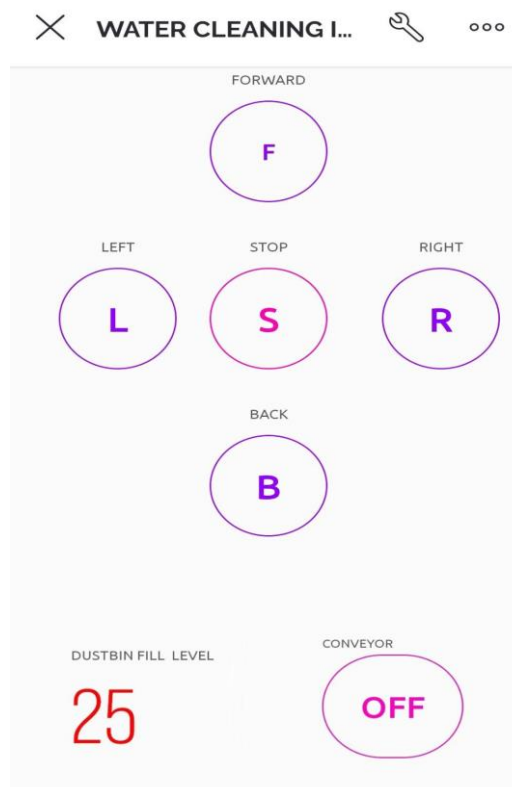 WATER CLEANING I...
FORWARD
F
LEFT STOP RIGHT
L S R
BACK
B
DUSTBIN FILL LEVEL CONVEYOR
25 OFF